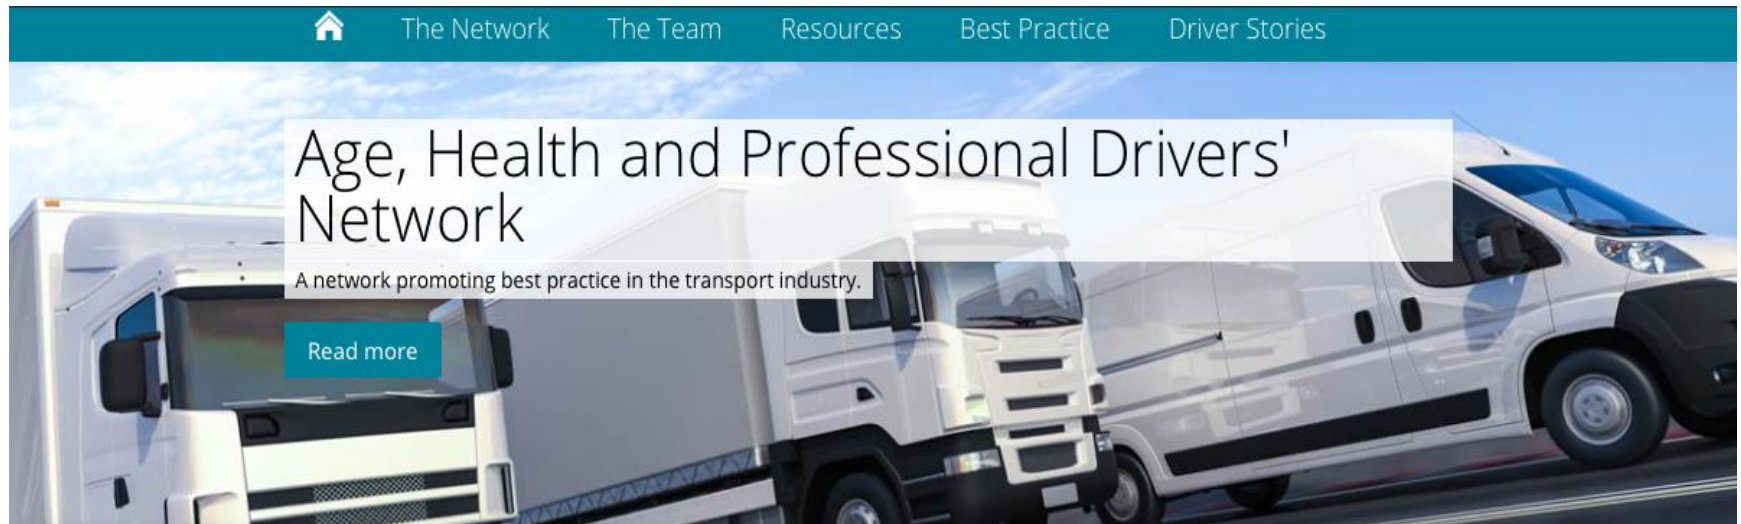 The Network The Team Resources Best Practice Driver Stories
Age, Health and Professional Drivers'
Network
A network promoting best practice in the transport industry.
Read more